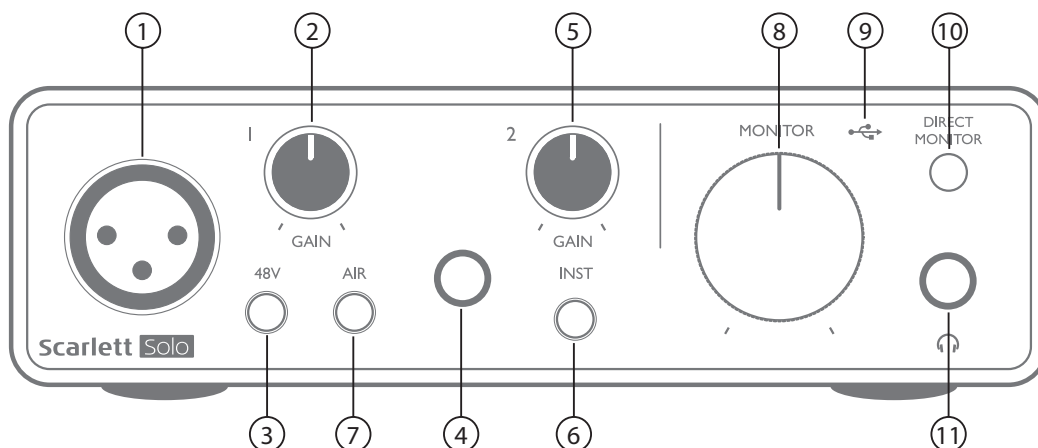 1 2 5 8 9 10
1
2
MONITOR
DIRECT
MONITOR
GAIN
GAIN
48V
AIR
INST
Scarlett Solo
3 7 4 6 11